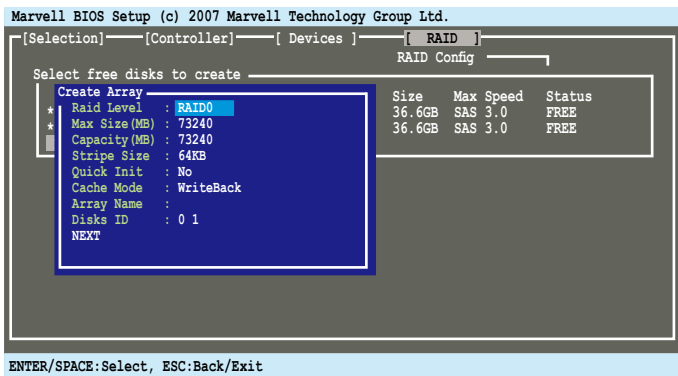 Marvell BIOS Setup (c) 2007 Marvell Technology Group Ltd.
[Selection] [Controller] [ Devices ] [ RAID ]
RAID Config
Select free disks to create
Size Max Speed Status
* 36.6GB SAS 3.0 FREE
* 36.6GB SAS 3.0 FREE
Create Array
Raid Level : RAID0
Max Size(MB) : 73240
Capacity(MB) : 73240
Stripe Size : 64KB
Quick Init : No
Cache Mode : WriteBack
Array Name :
Disks ID : 0 1
NEXT
ENTER/SPACE:Select, ESC:Back/Exit